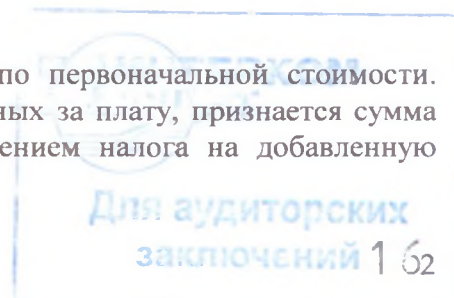 по первоначальной стоимости.
ных за плату, признается сумма
ением налога на добавленную
Для аудиторских
заключений 1 62